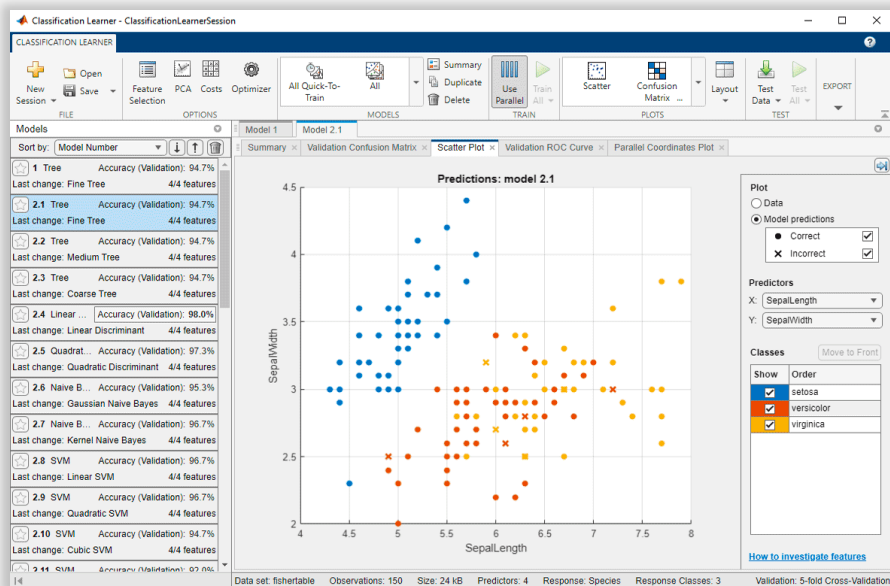 Classification Learner - ClassificationLearnerSession
CLASSIFICATION LEARNER
New Session
Open
Save
FILE
Feature Selection
PCA
Costs
Optimizer
OPTIONS
All Quick-To-Train
All
Summary
Duplicate
Delete
MODELS
Use Parallel
Train All
TRAIN
Scatter
Confusion Matrix ...
Layout
PLOTS
Test Data
Test All
TEST
EXPORT
Models
Sort by: Model Number
1 Tree Accuracy (Validation): 94.7%
Last change: Fine Tree 4/4 features
2.1 Tree Accuracy (Validation): 94.7%
Last change: Fine Tree 4/4 features
2.2 Tree Accuracy (Validation): 94.7%
Last change: Medium Tree 4/4 features
2.3 Tree Accuracy (Validation): 94.7%
Last change: Coarse Tree 4/4 features
2.4 Linear ... Accuracy (Validation): 98.0%
Last change: Linear Discriminant 4/4 features
2.5 Quadrat... Accuracy (Validation): 97.3%
Last change: Quadratic Discriminant 4/4 features
2.6 Naive B... Accuracy (Validation): 95.3%
Last change: Gaussian Naive Bayes 4/4 features
2.7 Naive B... Accuracy (Validation): 96.7%
Last change: Kernel Naive Bayes 4/4 features
2.8 SVM Accuracy (Validation): 96.7%
Last change: Linear SVM 4/4 features
2.9 SVM Accuracy (Validation): 96.7%
Last change: Quadratic SVM 4/4 features
2.10 SVM Accuracy (Validation): 94.7%
Last change: Cubic SVM 4/4 features
2.11 SVM Accuracy (Validation): 92.0%
Model 1
Model 2.1
Summary
Validation Confusion Matrix
Scatter Plot
Validation ROC Curve
Parallel Coordinates Plot
Predictions: model 2.1
4.5
4
3.5
3
2.5
2
SepalWidth
4 4.5 5 5.5 6 6.5 7 7.5 8
SepalLength
Plot
Data
Model predictions
Correct
Incorrect
Predictors
X: SepalLength
Y: SepalWidth
Classes
Move to Front
Show Order
setosa
versicolor
virginica
How to investigate features
Data set: fishertable Observations: 150 Size: 24 kB Predictors: 4 Response: Species Response Classes: 3 Validation: 5-fold Cross-Validation